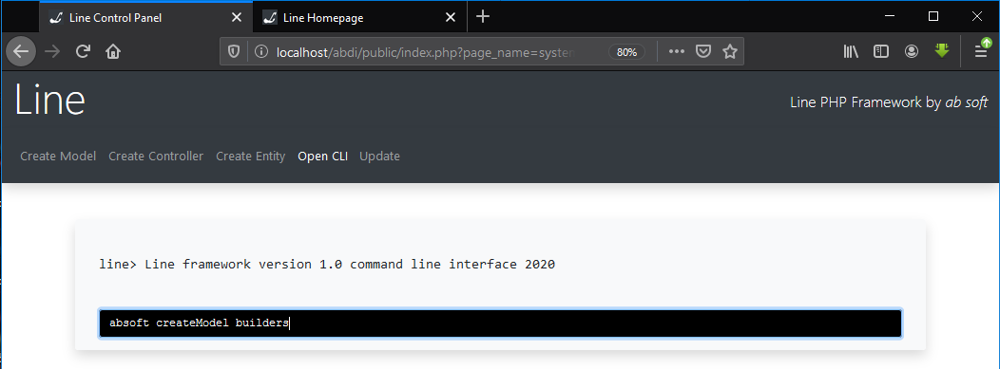 Line Control Panel
Line Homepage
localhost/abdi/public/index.php?page_name=system
80%
Line
Line PHP Framework by ab soft
Create Model Create Controller Create Entity Open CLI Update
line> Line framework version 1.0 command line interface 2020
absoft createModel builders